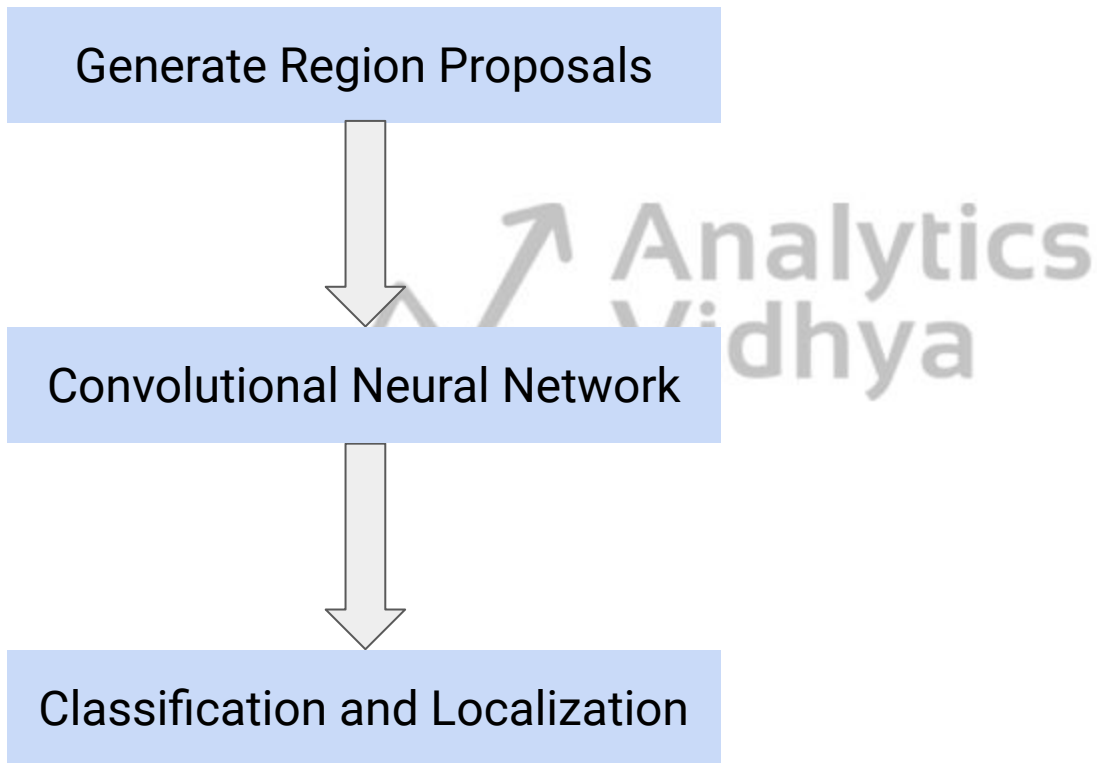 Generate Region Proposals
Analytics
Vidhya
Convolutional Neural Network
Classification and Localization